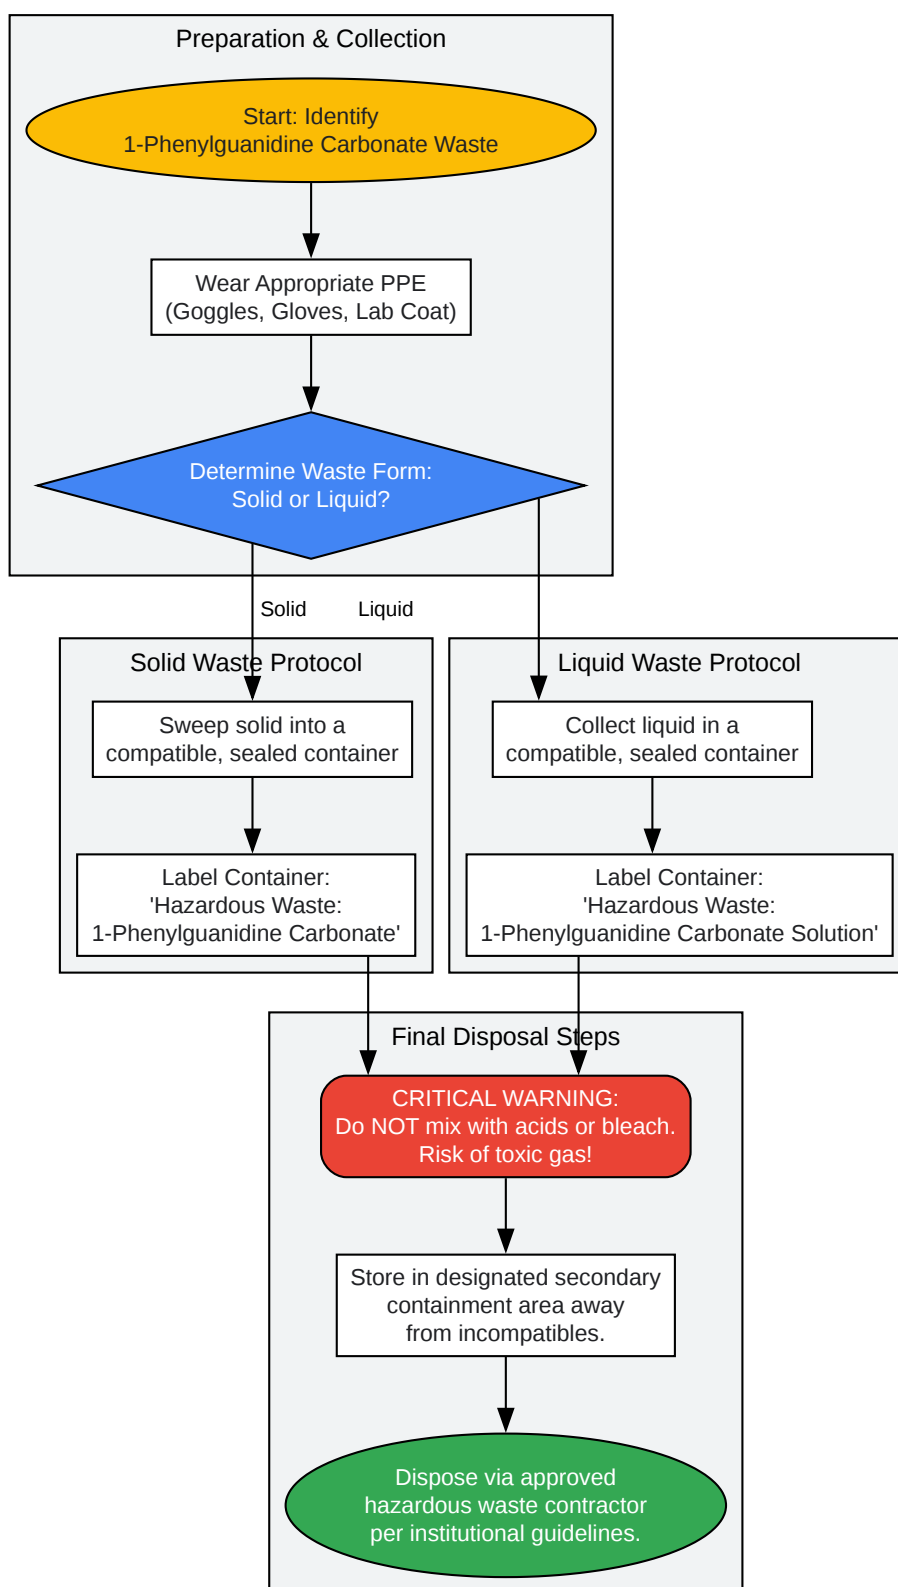 Preparation & Collection
Start: Identify
1-Phenylguanidine Carbonate Waste
Wear Appropriate PPE
(Goggles, Gloves, Lab Coat)
Determine Waste Form:
Solid or Liquid?
Solid
Liquid
Solid Waste Protocol
Sweep solid into a
compatible, sealed container
Label Container:
'Hazardous Waste:
1-Phenylguanidine Carbonate'
Liquid Waste Protocol
Collect liquid in a
compatible, sealed container
Label Container:
'Hazardous Waste:
1-Phenylguanidine Carbonate Solution'
Final Disposal Steps
CRITICAL WARNING:
Do NOT mix with acids or bleach.
Risk of toxic gas!
Store in designated secondary
containment area away
from incompatibles.
Dispose via approved
hazardous waste contractor
per institutional guidelines.